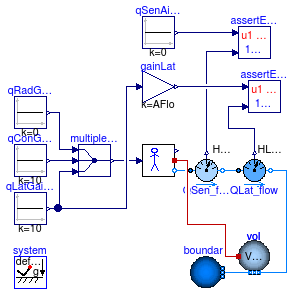 qSenAi...
k=0
assertE...
u1 ...
1...
gainLat
k=AFlo
assertE...
u1 ...
1...
qRadG...
k=0
qConG...
k=10
qLatGai...
k=10
multiple...
H...
HL...
QLat_flow
system
def...
g
boundar
vol
V...